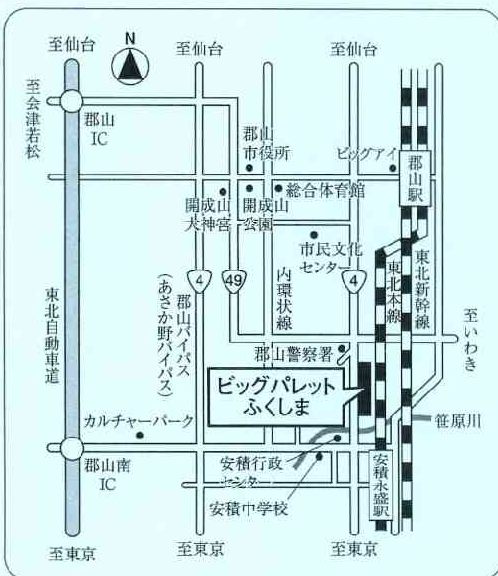 至仙台
N
至仙台
至仙台
至会津若松
郡山
IC
郡山
市役所
ビッグアイ
郡山駅
開成山
大神宮
開成山
公園
総合体育館
市民文化
センター
東北自動車道
4
郡山バイパス
(あさか野バイパス)
49
内環状線
4
東北本線
東北新幹線
至いわき
郡山警察署
ビッグパレット
ふくしま
カルチャーパーク
笹原川
郡山南
IC
安積行政
センター
安積中学校
安積永盛駅
至東京
至東京
至東京